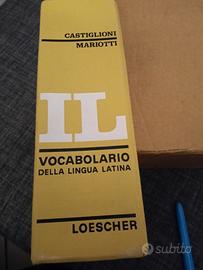 CASTIGLIONI
MARIOTTI
IL
VOCABOLARIO
DELLA LINGUA LATINA
LOESCHER
subito